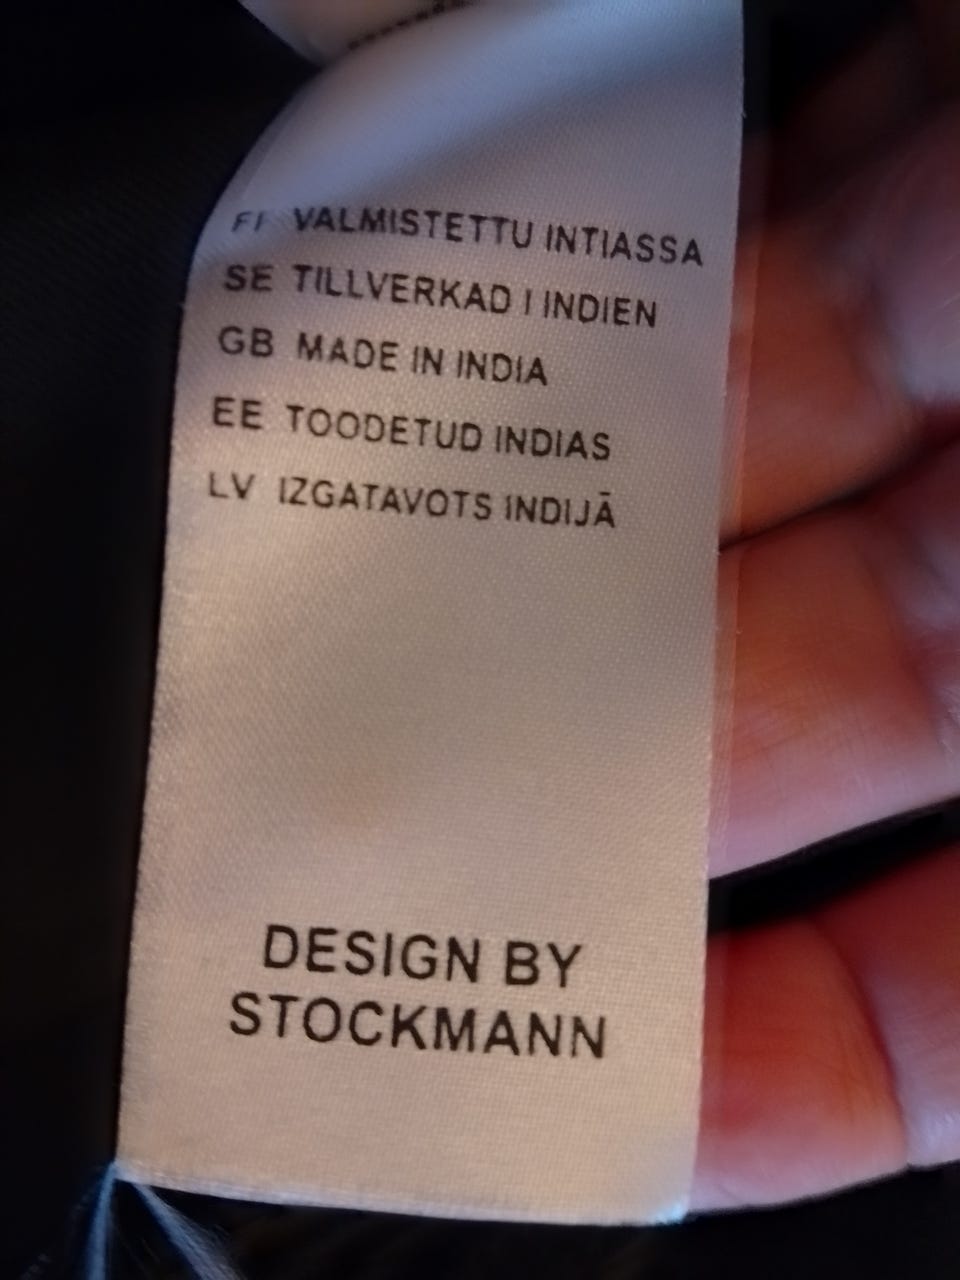 FI VALMISTETTU INTIASSA
SE TILLVERKAD I INDIEN
GB MADE IN INDIA
EE TOODETUD INDIAS
LV IZGATAVOTS INDIJĀ
DESIGN BY
STOCKMANN